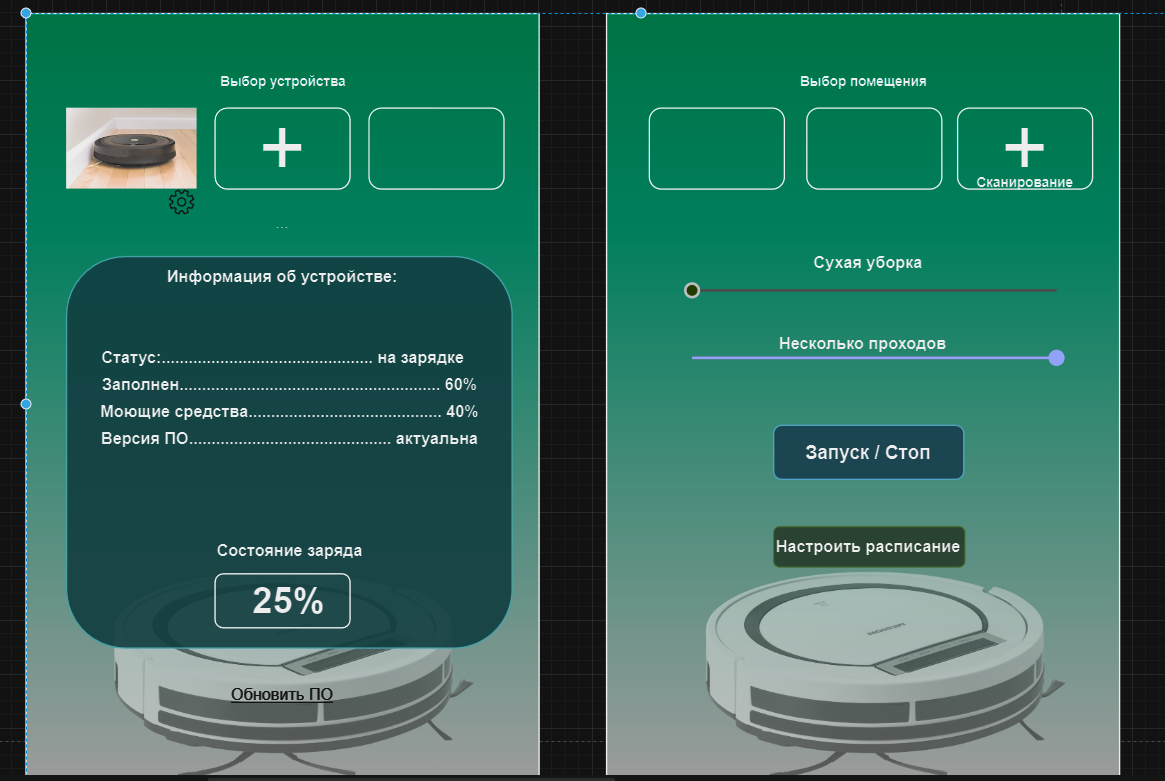 Выбор устройства
...
Информация об устройстве:
Статус:............................................... на зарядке
Заполнен.......................................................... 60%
Моющие средства........................................... 40%
Версия ПО............................................. актуальна
Состояние заряда
25%
Обновить ПО
Выбор помещения
Сканирование
Сухая уборка
Несколько проходов
Запуск / Стоп
Настроить расписание